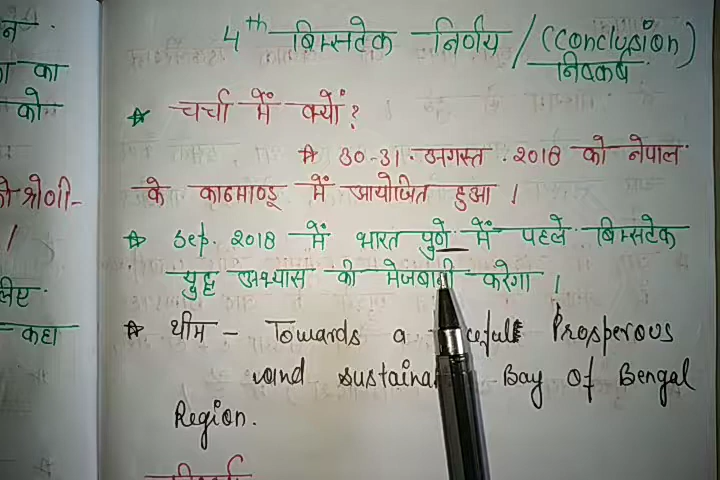 न
ा का
को
ो श्रेणी-
।
लिए
कहा
4th बिम्सटेक निर्णय / (Conclusion)
निष्कर्ष
चर्चा में क्यों?
30-31. अगस्त. 2018 को नेपाल
के काठमाण्डू में आयोजित हुआ।
Sep. 2018 में भारत पुणे में पहले बिम्सटेक
युद्ध अभ्यास की मेजबानी करेगा।
थीम - Towards a Prosperous
and Bay of Bengal
Region.